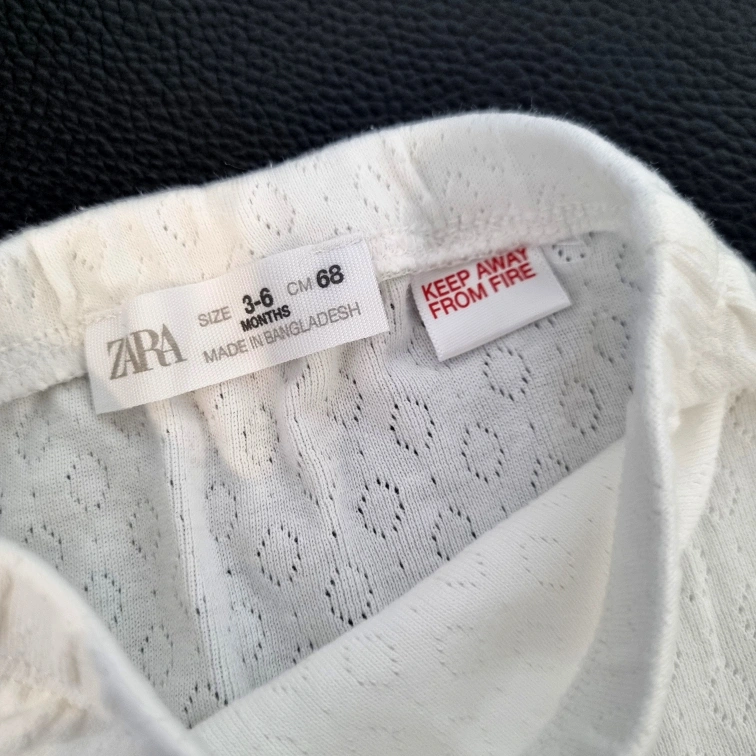 ZARA
SIZE 3-6 MONTHS CM 68
MADE IN BANGLADESH
KEEP AWAY
FROM FIRE